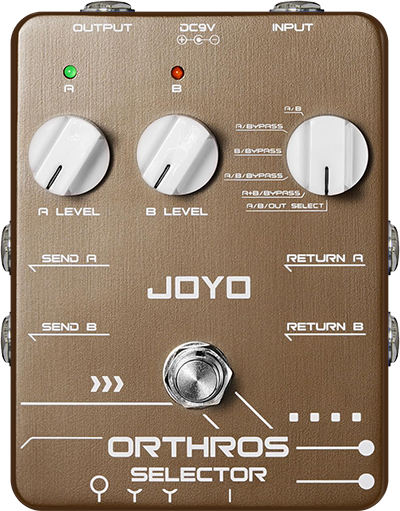 OUTPUT DC9V INPUT
A B
A/B
A/BYPASS
B/BYPASS
A/B/BYPASS
A+B/BYPASS
A/B/OUT SELECT
A LEVEL B LEVEL
SEND A RETURN A
JOYO
SEND B RETURN B
ORTHROS
SELECTOR